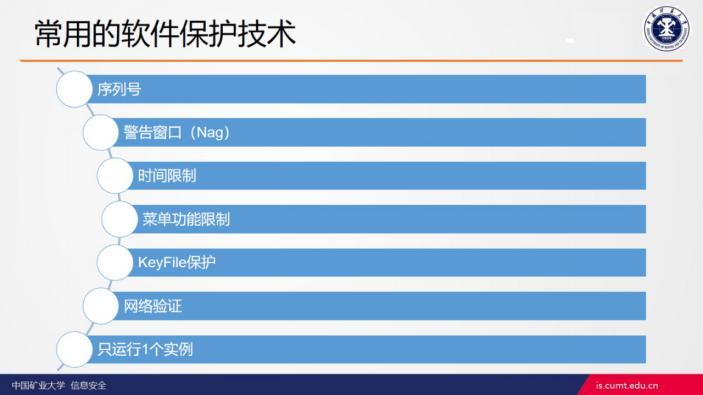 常用的软件保护技术
序列号
警告窗口（Nag）
时间限制
菜单功能限制
KeyFile保护
网络验证
只运行1个实例
中国矿业大学 信息安全
is.cumt.edu.cn